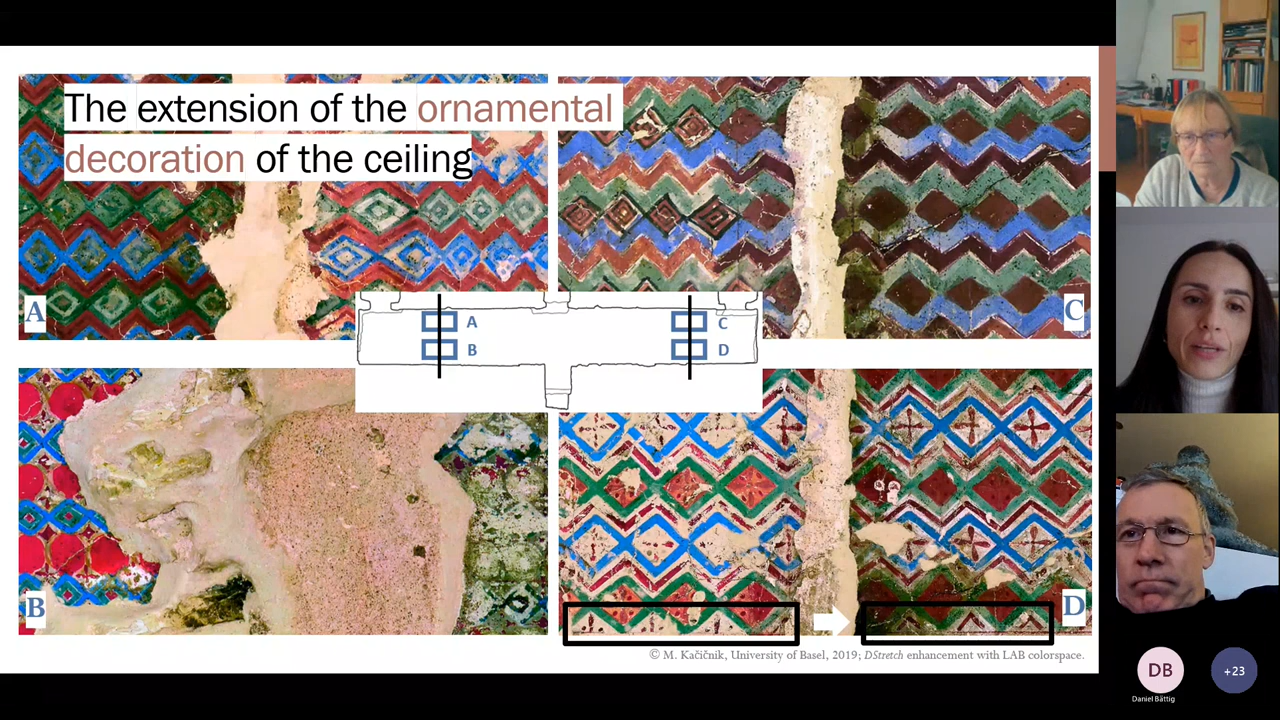 The extension of the ornamental
decoration of the ceiling
A
C
A
C
B
D
B
D
© M. Kačičnik, University of Basel, 2019; DStretch enhancement with LAB colorspace.
DB
+23
Daniel Bättig